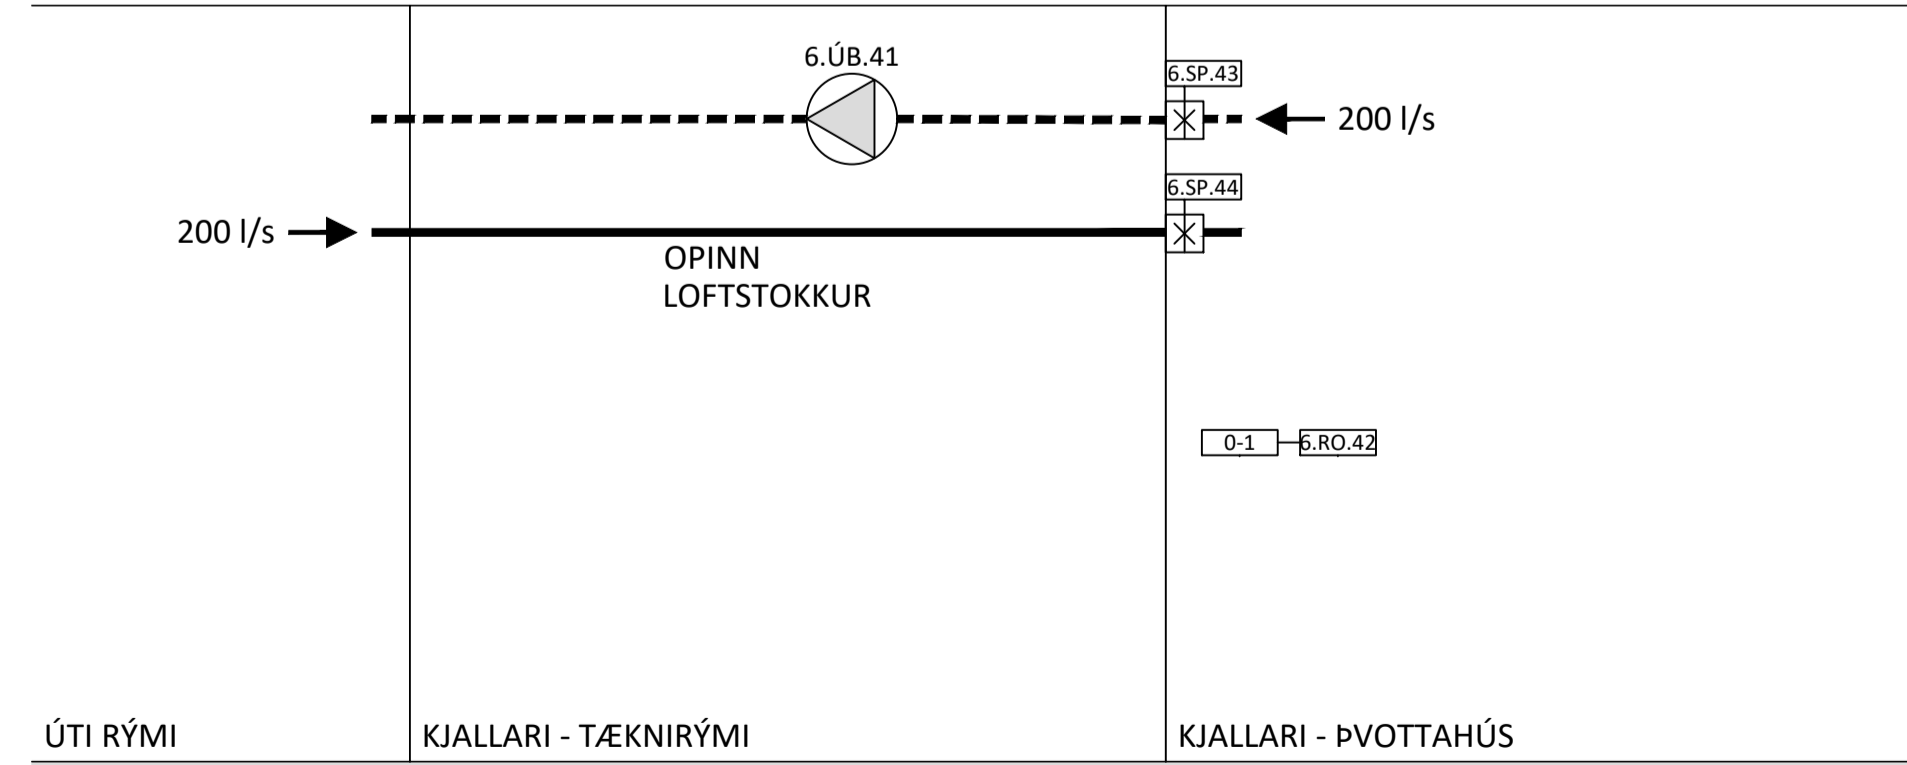 6.ÚB.41
6.SP.43
200 l/s
6.SP.44
200 l/s
OPINN
LOFTSTOKKUR
0-1
6.RO.42
ÚTI RÝMI
KJALLARI - TÆKNIRÝMI
KJALLARI - ÞVOTTAHÚS